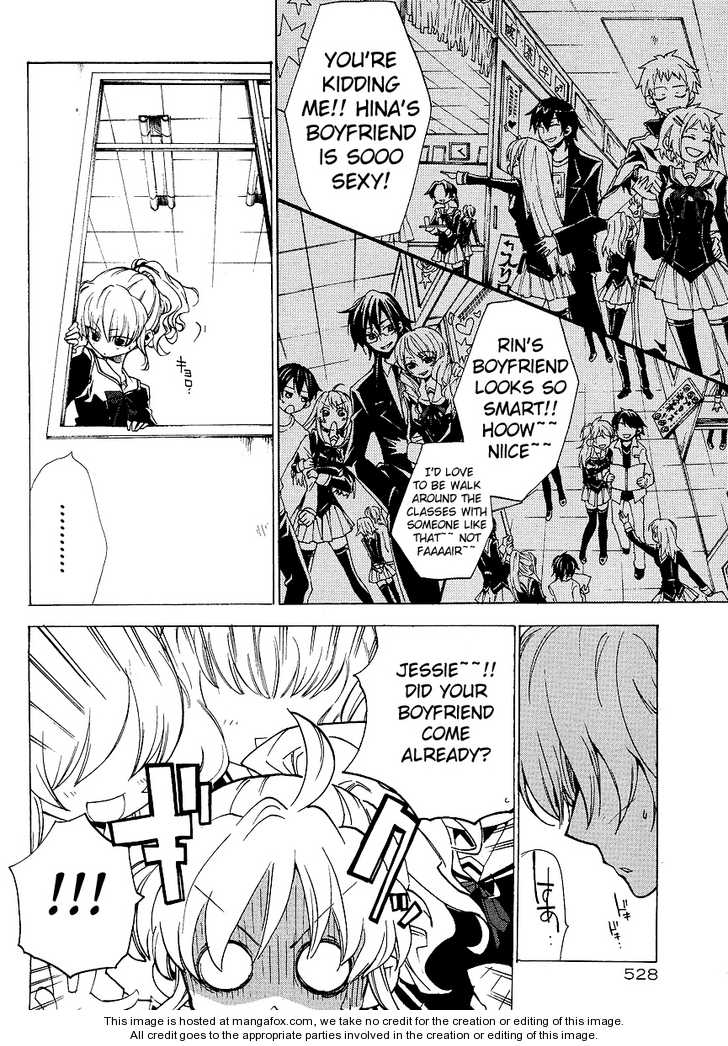 YOU'RE
KIDDING
ME!! HINA'S
BOYFRIEND
IS SOOO
SEXY!
RIN'S
BOYFRIEND
LOOKS SO
SMART!!
HOOW~~
NIICE~~
I'D LOVE
TO BE WALK
AROUND THE
CLASSES WITH
SOMEONE LIKE
THAT~~ NOT
FAAAIR~~
キョロ..
........
JESSIE~~!!
DID YOUR
BOYFRIEND
COME
ALREADY?
ギクッ
!!!
ドキ
ドキ
528
This image is hosted at mangafox.com, we take no credit for the creation or editing of this image.
All credit goes to the appropriate parties involved in the creation or editing of this image.